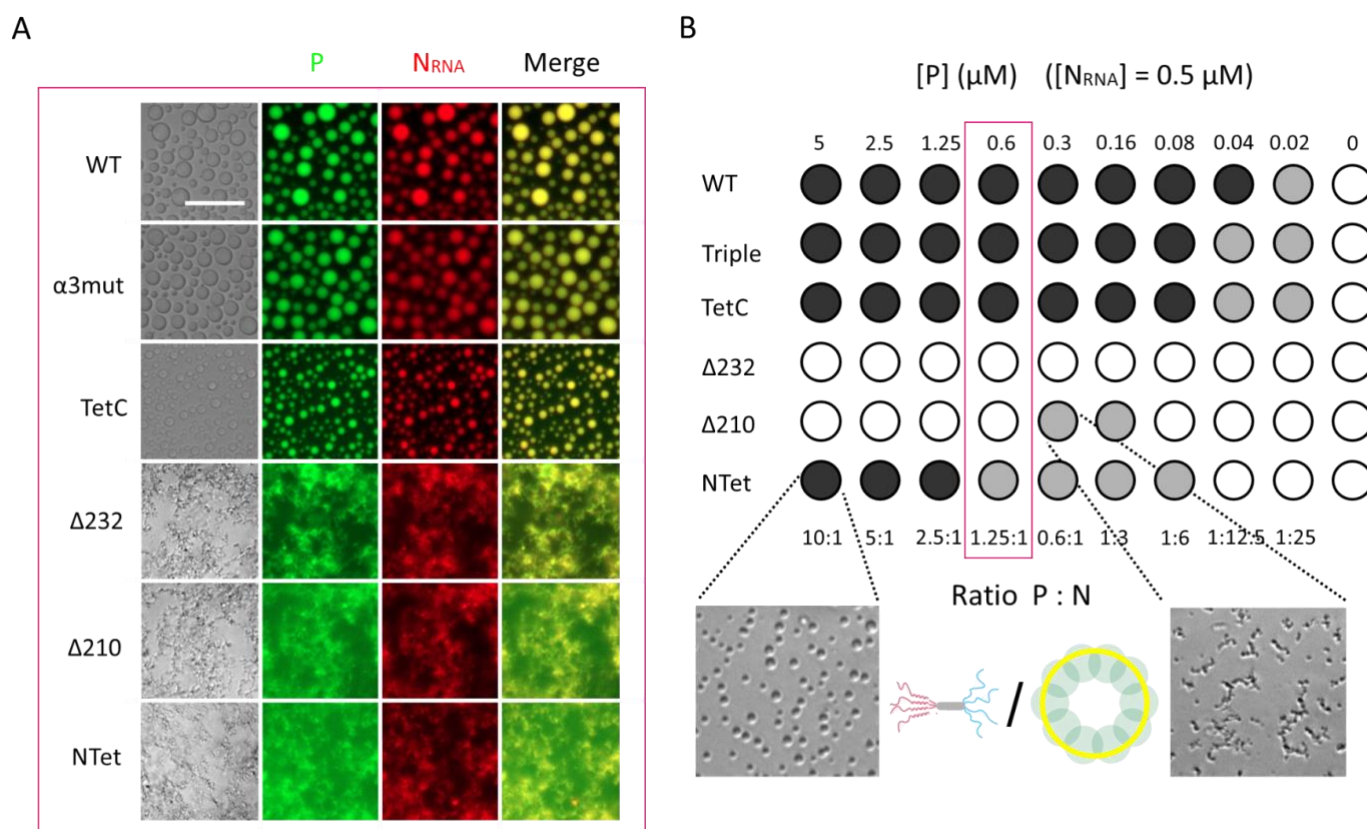 A
P NRNA Merge
WT
α3mut
TetC
Δ232
Δ210
NTet
B
[P] (µM) ([NRNA] = 0.5 µM)
5 2.5 1.25 0.6 0.3 0.16 0.08 0.04 0.02 0
WT
Triple
TetC
Δ232
Δ210
NTet
10:1 5:1 2.5:1 1.25:1 0.6:1 1:3 1:6 1:12:5 1:25
Ratio P : N
/